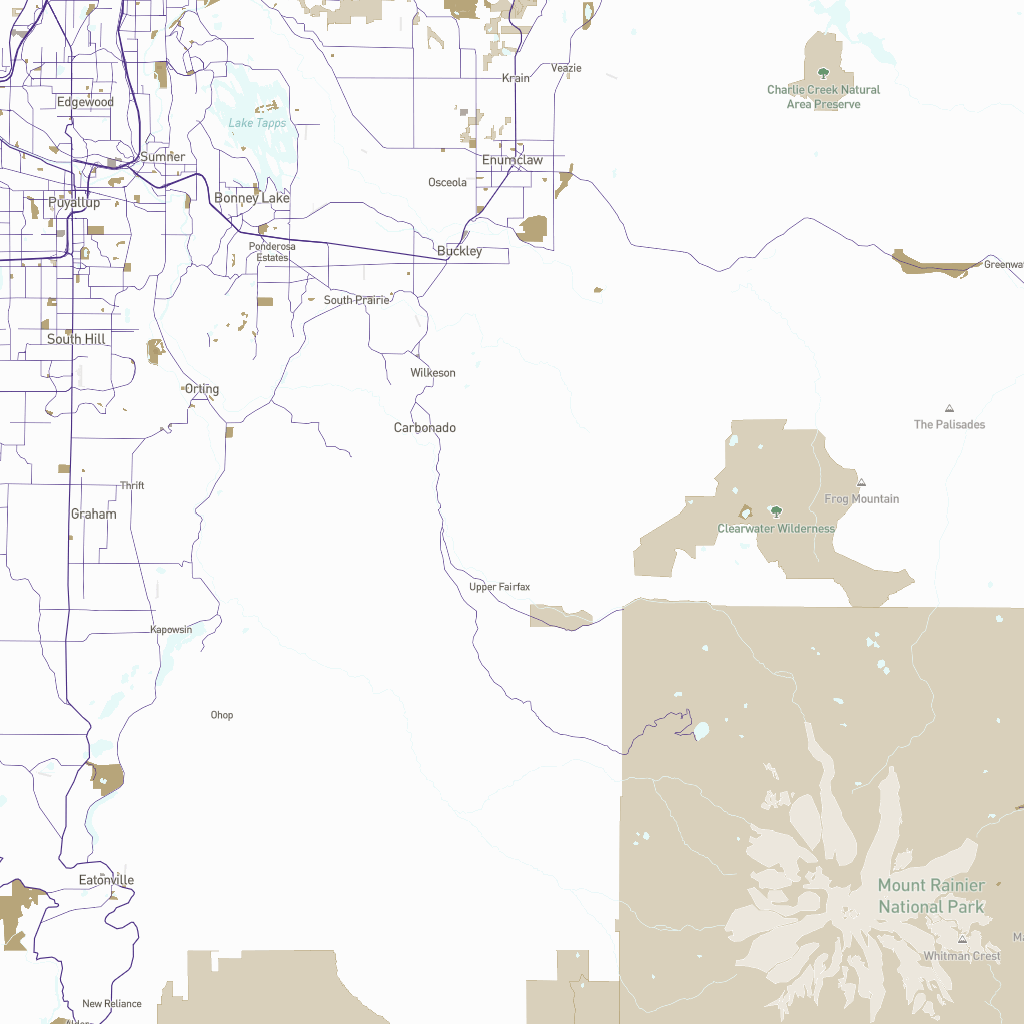 Krain
Veazie
Charlie Creek Natural
Area Preserve
Edgewood
Lake Tapps
Sumner
Enumclaw
Osceola
Puyallup
Bonney Lake
Ponderosa
Estates
Buckley
Greenwat
South Prairie
South Hill
Wilkeson
Orting
The Palisades
Carbonado
Thrift
Frog Mountain
Graham
Clearwater Wilderness
Upper Fairfax
Kapowsin
Ohop
Eatonville
Mount Rainier
National Park
Ma
Whitman Crest
New Reliance
Alder